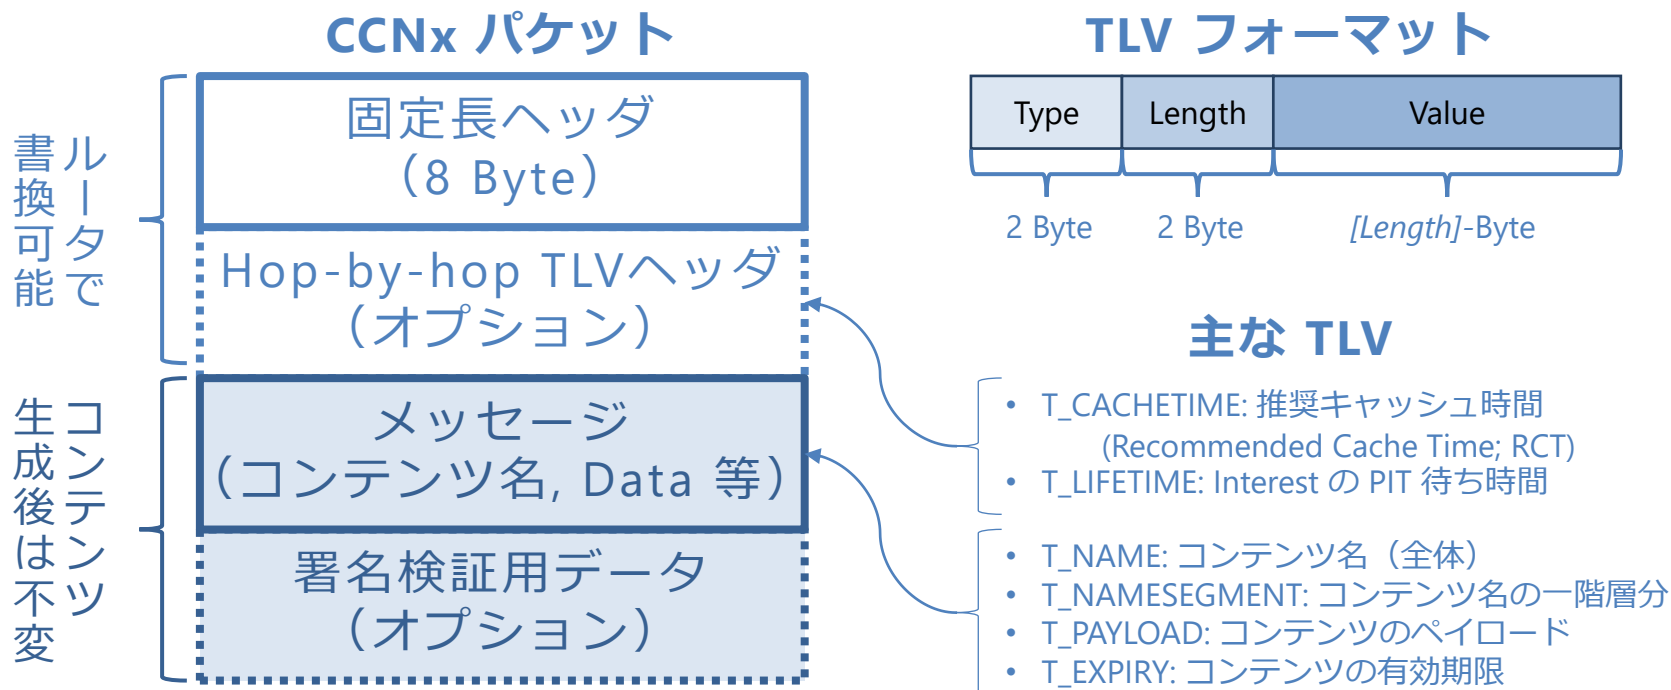 CCNx パケット
ルータで
書換可能
固定長ヘッダ
（8 Byte）
Hop-by-hop TLVヘッダ
（オプション）
コンテンツ
生成後は不変
メッセージ
（コンテンツ名, Data 等）
署名検証用データ
（オプション）
TLV フォーマット
Type Length Value
2 Byte 2 Byte [Length]-Byte
主な TLV
• T_CACHETIME: 推奨キャッシュ時間
(Recommended Cache Time; RCT)
• T_LIFETIME: Interest の PIT 待ち時間
• T_NAME: コンテンツ名（全体）
• T_NAMESEGMENT: コンテンツ名の一階層分
• T_PAYLOAD: コンテンツのペイロード
• T_EXPIRY: コンテンツの有効期限